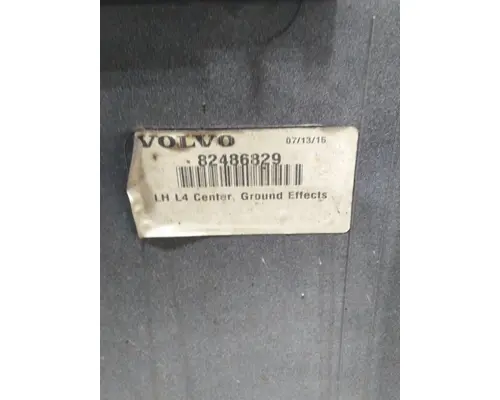 VOLVO 07/13/15
82486829
LH L4 Center, Ground Effects